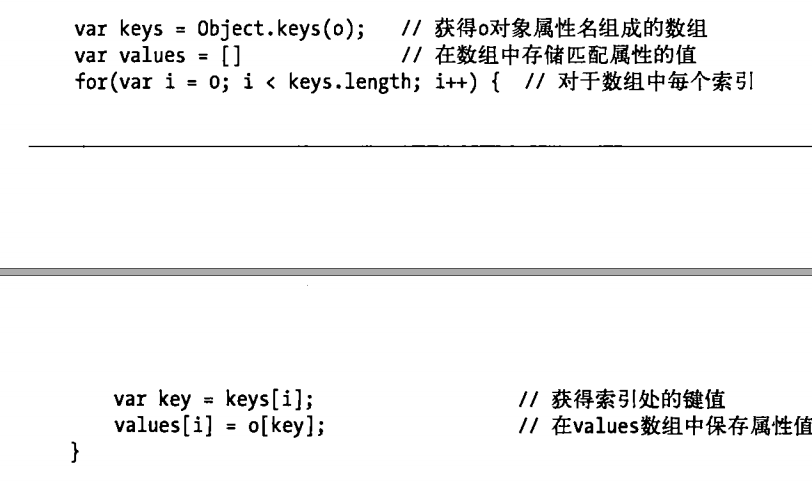 var keys = Object.keys(o);   // 获得o对象属性名组成的数组
var values = []              // 在数组中存储匹配属性的值
for(var i = 0; i < keys.length; i++) {  // 对于数组中每个索引
var key = keys[i];                  // 获得索引处的键值
values[i] = o[key];                 // 在values数组中保存属性值
}